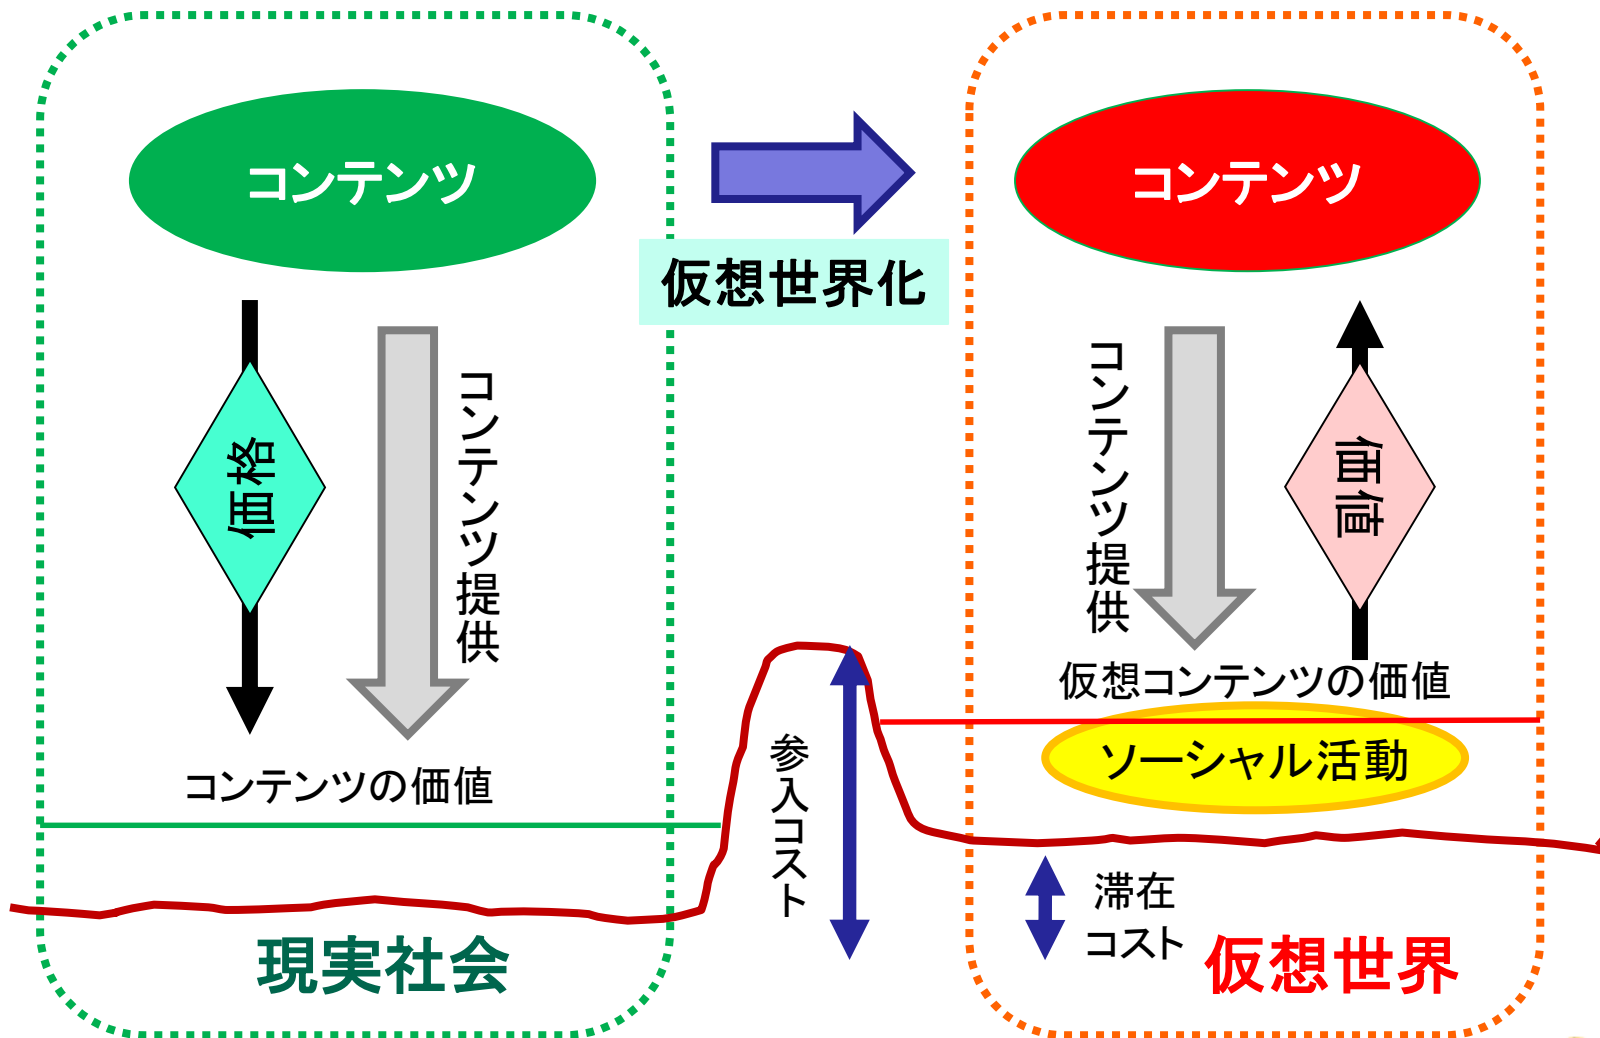 コンテンツ
価格
コンテンツ提供
コンテンツの価値
現実社会
仮想世界化
参入コスト
コンテンツ
コンテンツ提供
価値
仮想コンテンツの価値
ソーシャル活動
滞在
コスト
仮想世界